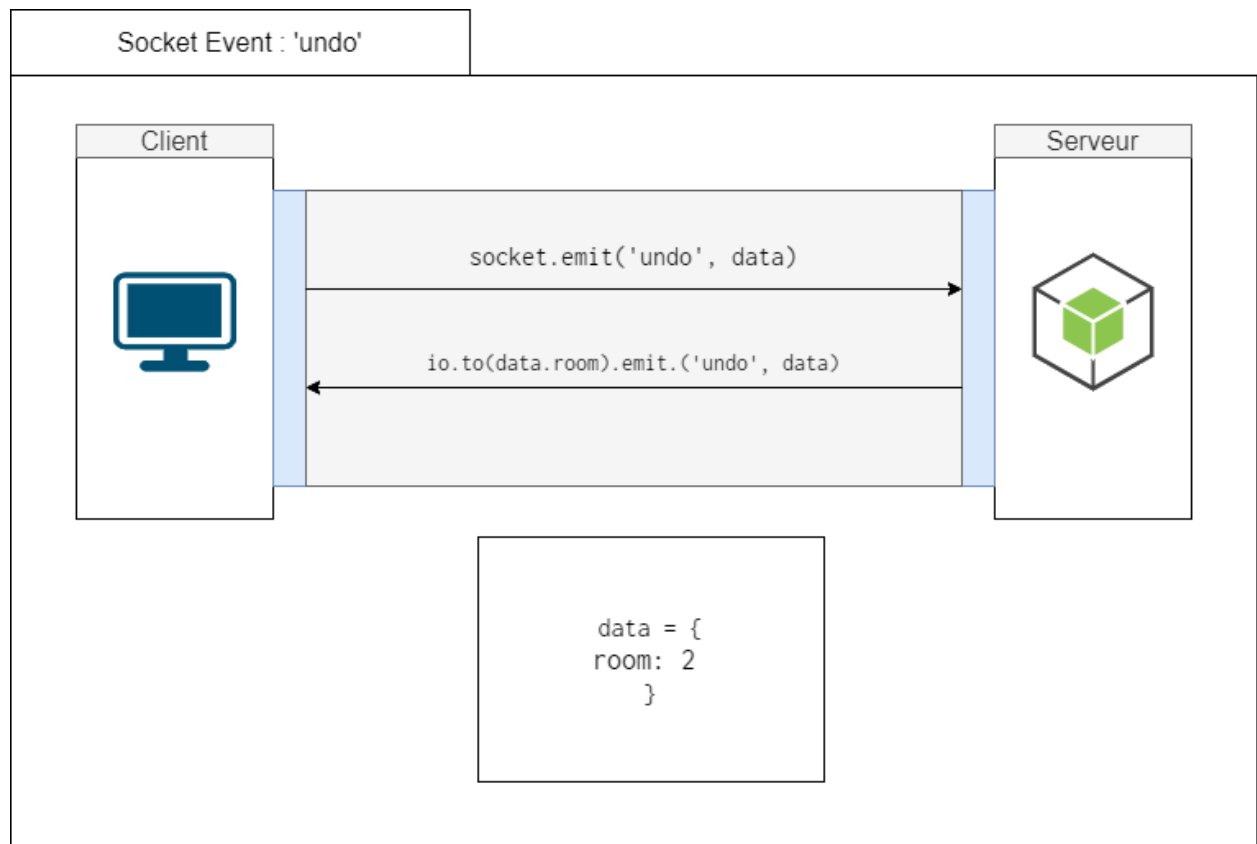 Socket Event : 'undo'
Client
Serveur
socket.emit('undo', data)
io.to(data.room).emit.('undo', data)
data = {
room: 2
}